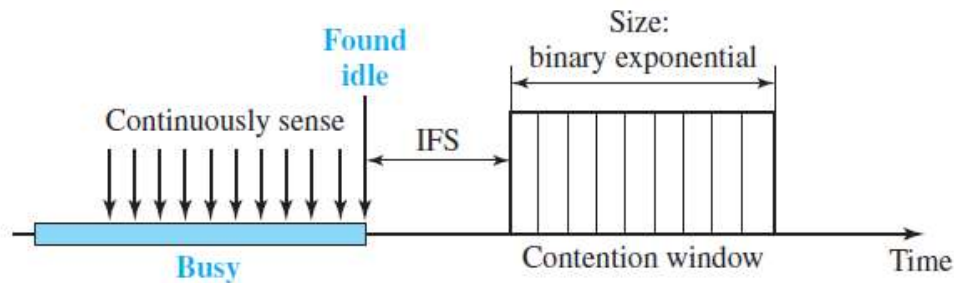 Size:
binary exponential
Found
idle
Continuously sense
IFS
Busy
Contention window
Time